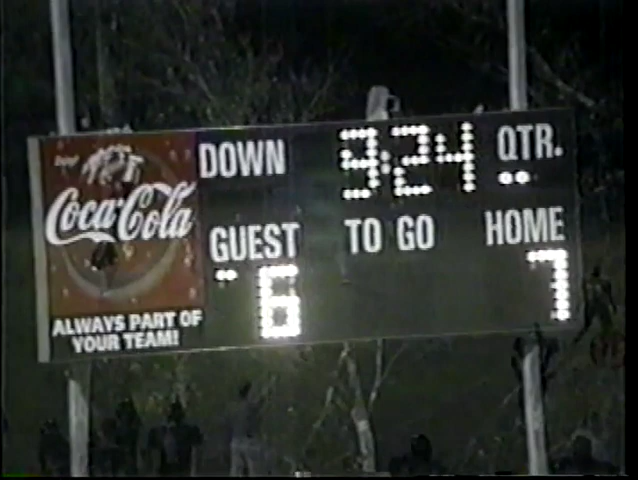 DOWN 9:24 QTR.
Coca-Cola
GUEST TO GO HOME
6 7
ALWAYS PART OF
YOUR TEAM!